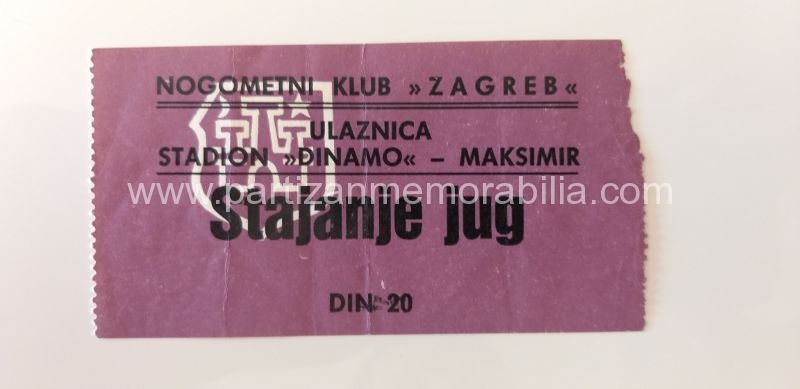 NOGOMETNI KLUB »ZAGREB«
ULAZNICA
STADION »DINAMO« – MAKSIMIR
www.partizanmemorabilia.com
Stajanje jug
DIN. 20